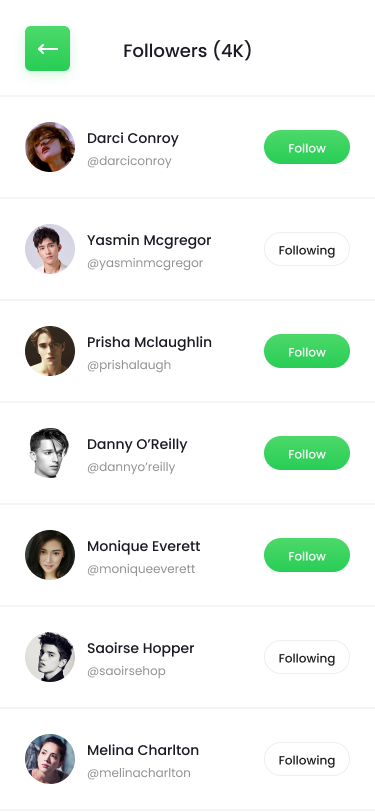 Followers (4K)
Darci Conroy
@darciconroy
Follow
Yasmin Mcgregor
@yasminmcgregor
Following
Prisha Mclaughlin
@prishalaugh
Follow
Danny O’Reilly
@dannyo’reilly
Follow
Monique Everett
@moniqueeverett
Follow
Saoirse Hopper
@saoirsehop
Following
Melina Charlton
@melinacharlton
Following